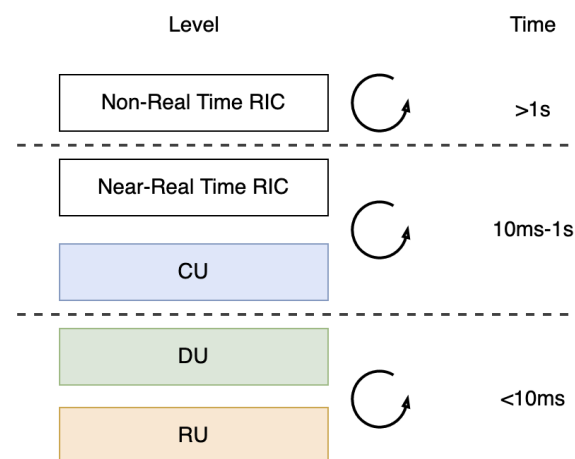 Level Time
Non-Real Time RIC >1s
Near-Real Time RIC
10ms-1s
CU
DU
<10ms
RU